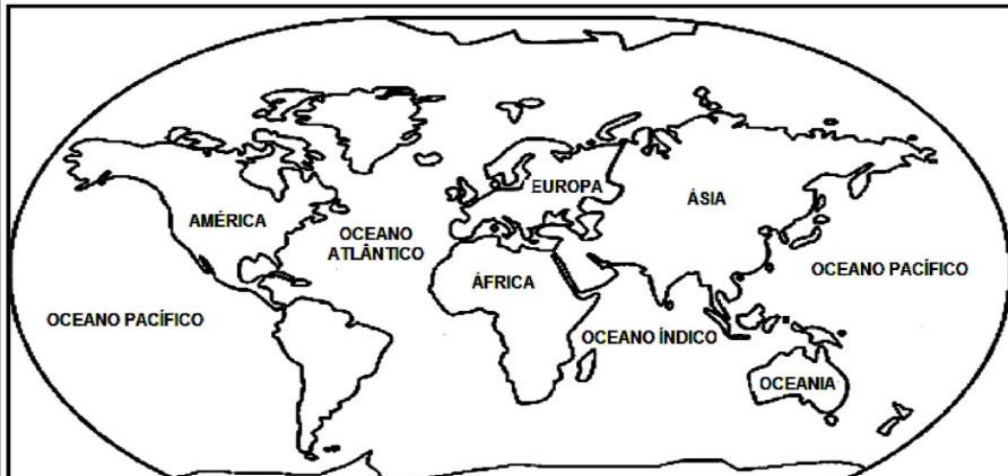 EUROPA
ÁSIA
AMÉRICA
OCEANO
ATLÂNTICO
OCEANO PACÍFICO
ÁFRICA
OCEANO PACÍFICO
OCEANO ÍNDICO
OCEANIA